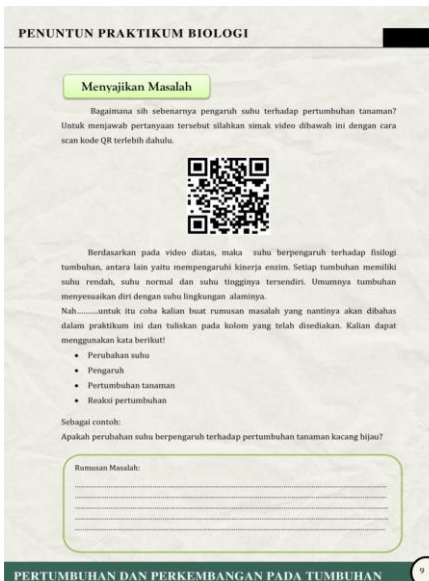 PENUNTUN PRAKTIKUM BIOLOGI
Menyajikan Masalah
Bagaimana sih sebenarnya pengaruh suhu terhadap pertumbuhan tanaman?
Untuk menjawab pertanyaan tersebut silahkan simak video dibawah ini dengan cara
scan kode QR terlebih dahulu.
Berdasarkan pada video diatas, maka suhu berpengaruh terhadap fisilogi
tumbuhan, antara lain yaitu mempengaruhi kinerja enzim. Setiap tumbuhan memiliki
suhu rendah, suhu normal dan suhu tingginya tersendiri. Umumnya tumbuhan
menyesuaikan diri dengan suhu lingkungan alaminya.
Nah..........untuk itu coba kalian buat rumusan masalah yang nantinya akan dibahas
dalam praktikum ini dan tuliskan pada kolom yang telah disediakan. Kalian dapat
menggunakan kata berikut!
• Perubahan suhu
• Pengaruh
• Pertumbuhan tanaman
• Reaksi pertumbuhan
Sebagai contoh:
Apakah perubahan suhu berpengaruh terhadap pertumbuhan tanaman kacang hijau?
Rumusan Masalah:
PERTUMBUHAN DAN PERKEMBANGAN PADA TUMBUHAN
9